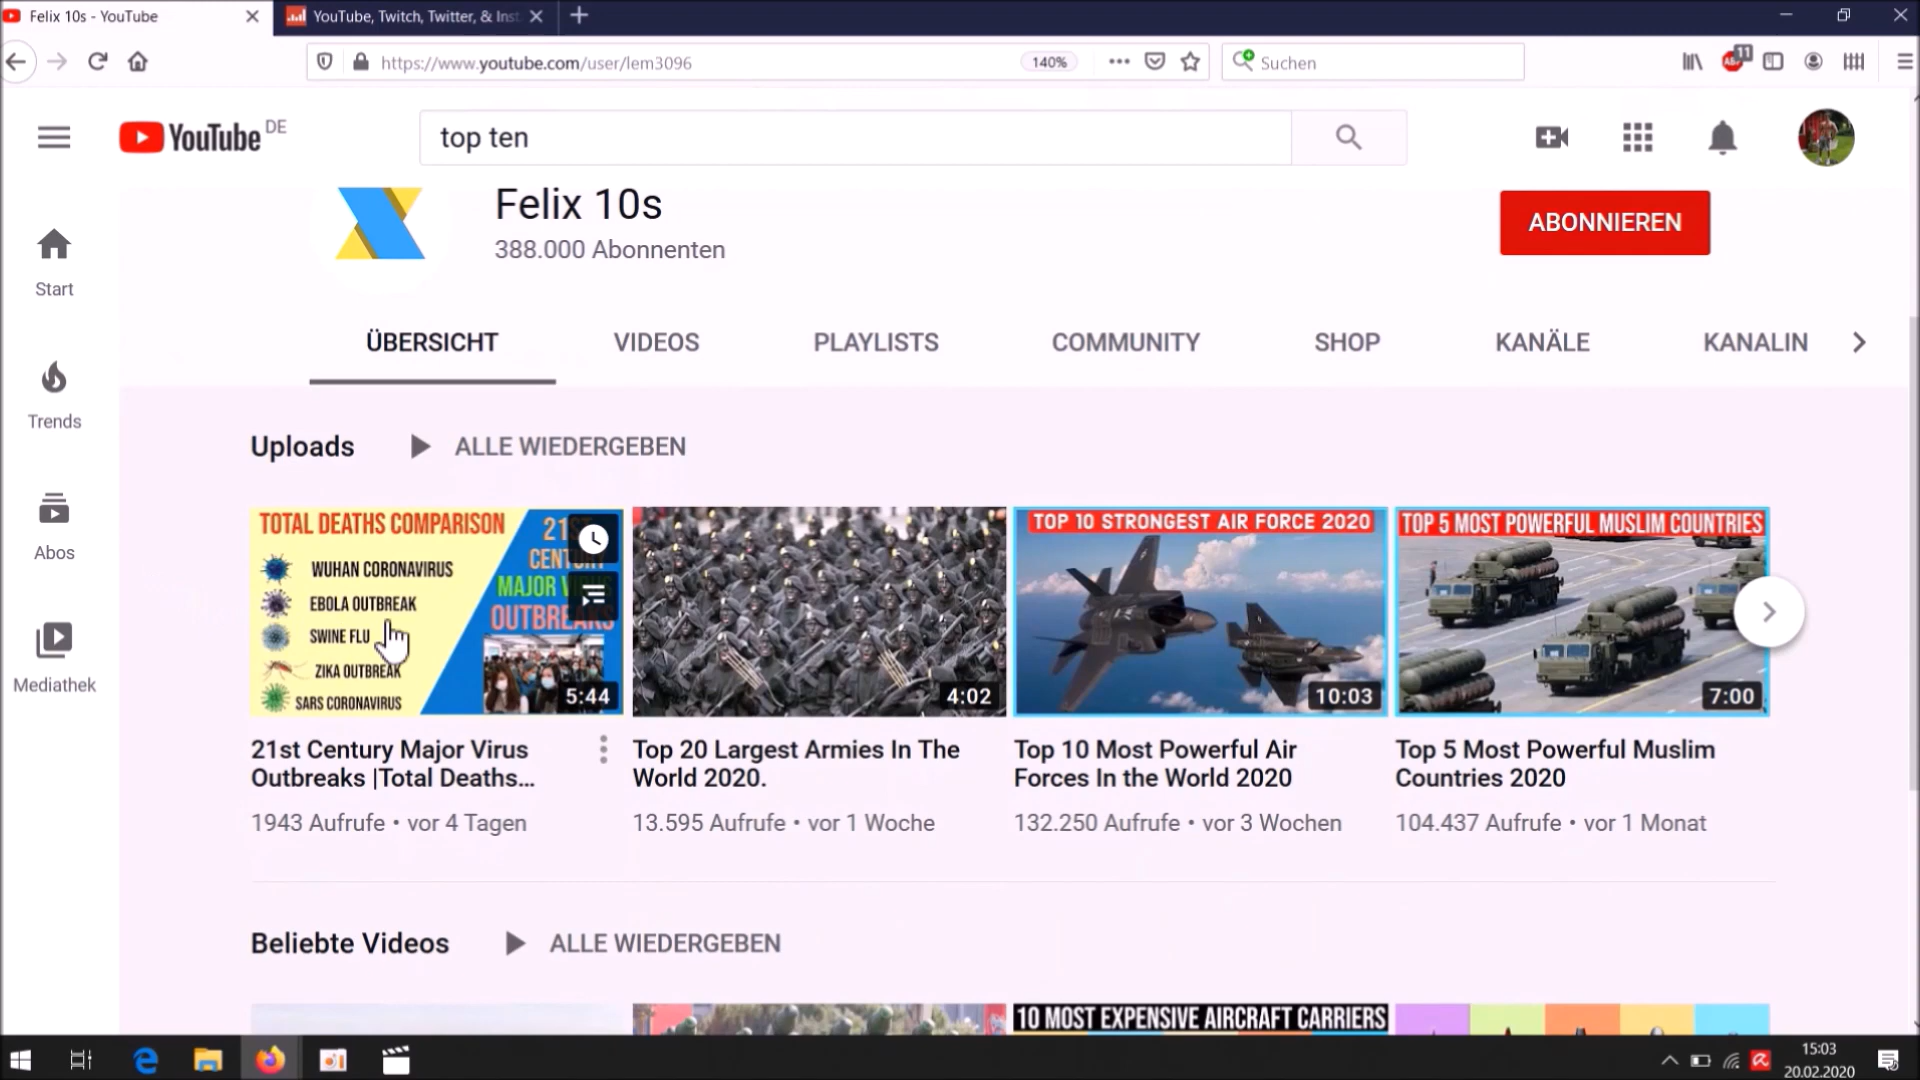 Felix 10s - YouTube
YouTube, Twitch, Twitter, & Inst
https://www.youtube.com/user/lem3096
140%
Suchen
11
YouTube DE
top ten
Felix 10s
388.000 Abonnenten
ABONNIEREN
Start
Trends
Abos
Mediathek
ÜBERSICHT
VIDEOS
PLAYLISTS
COMMUNITY
SHOP
KANÄLE
KANALIN
Uploads
ALLE WIEDERGEBEN
TOTAL DEATHS COMPARISON
WUHAN CORONAVIRUS
EBOLA OUTBREAK
SWINE FLU
ZIKA OUTBREAK
SARS CORONAVIRUS
MAJOR
5:44
4:02
TOP 10 STRONGEST AIR FORCE 2020
10:03
TOP 5 MOST POWERFUL MUSLIM COUNTRIES
7:00
21st Century Major Virus
Outbreaks |Total Deaths...
1943 Aufrufe • vor 4 Tagen
Top 20 Largest Armies In The
World 2020.
13.595 Aufrufe • vor 1 Woche
Top 10 Most Powerful Air
Forces In the World 2020
132.250 Aufrufe • vor 3 Wochen
Top 5 Most Powerful Muslim
Countries 2020
104.437 Aufrufe • vor 1 Monat
Beliebte Videos
ALLE WIEDERGEBEN
10 MOST EXPENSIVE AIRCRAFT CARRIERS
15:03
20.02.2020